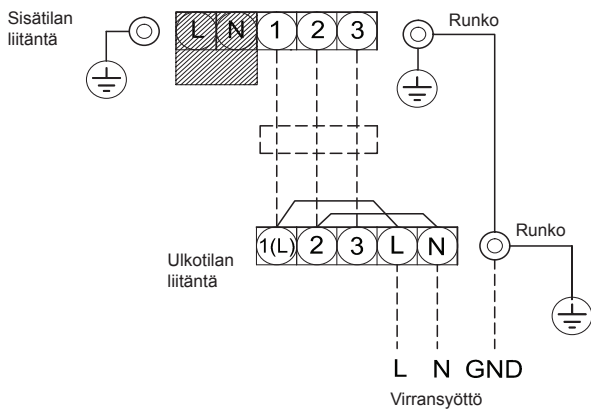 Sisätilan
liitäntä
L N 1 2 3
Runko
1(L) 2 3 L N
Runko
Ulkotilan
liitäntä
L N GND
Virransyöttö